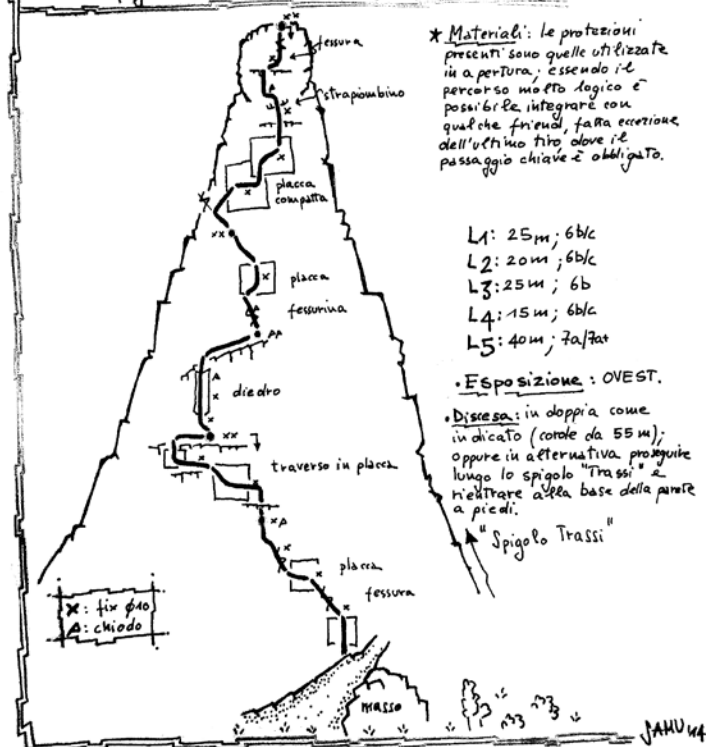 fessura
strapiombino
placca
compatta
placca
fessurina
diedro
traverso in placca
placca
fessura
masso
X: fix ø10
A: chiodo
* Materiali: le protezioni
presenti sono quelle utilizzate
in apertura; essendo il
percorso molto logico è
possibile integrare con
qualche friend, fatta eccezione
dell'ultimo tiro, dove il
passaggio chiave è obbligato.
L1: 25m; 6b/c
L2: 20m; 6b/c
L3: 25m; 6b
L4: 15m; 6b/c
L5: 40m; 7a/7a+
• Esposizione: OVEST.
• Discesa: in doppia come
indicato (corde da 55 m);
oppure in alternativa proseguire
lungo lo spigolo "Trassi" e
rientrare alla base della parete
a piedi.
"Spigolo Trassi"